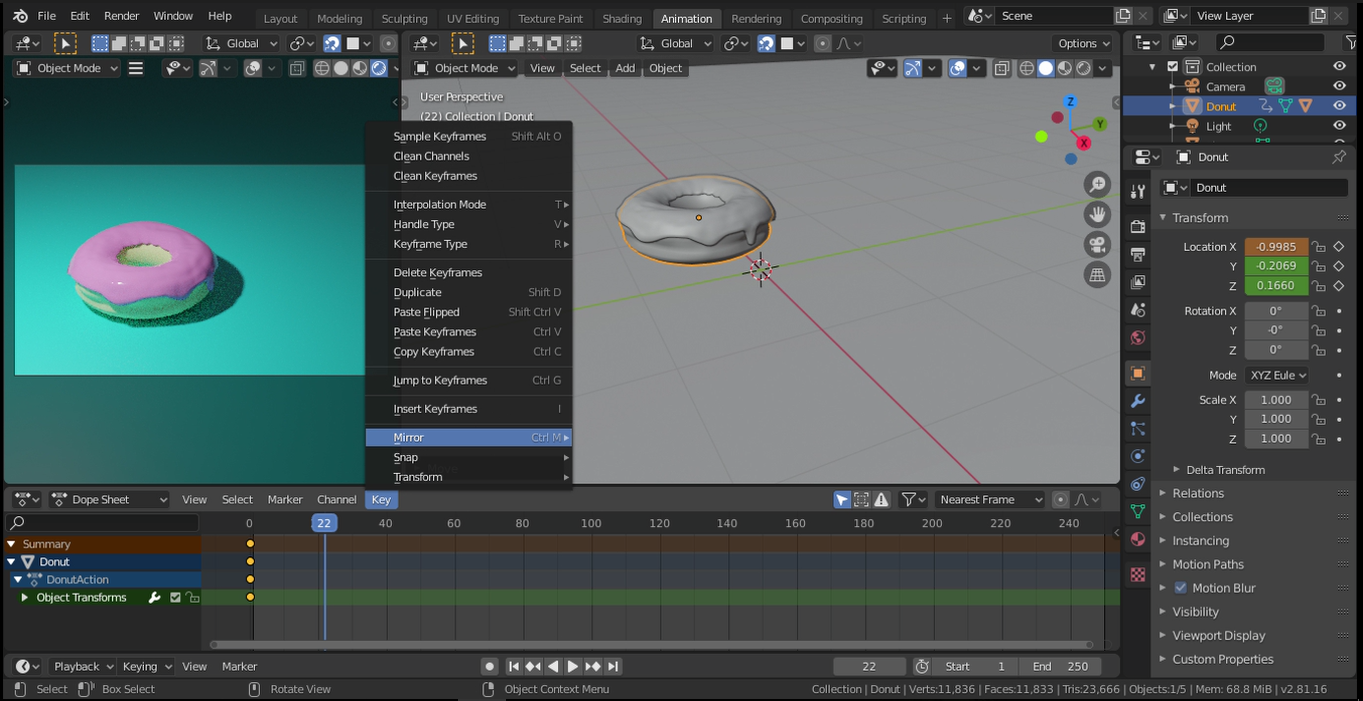 File Edit Render Window Help Layout Modeling Sculpting UV Editing Texture Paint Shading Animation Rendering Compositing Scripting + Scene View Layer
Global Global Options
Object Mode Object Mode View Select Add Object
User Perspective
(22) Collection | Donut
Sample Keyframes Shift Alt O
Clean Channels
Clean Keyframes
Interpolation Mode T
Handle Type V
Keyframe Type R
Delete Keyframes
Duplicate Shift D
Paste Flipped Shift Ctrl V
Paste Keyframes Ctrl V
Copy Keyframes Ctrl C
Jump to Keyframes Ctrl G
Insert Keyframes I
Mirror Ctrl M
Snap
Transform
Z
Y
X
Collection
Camera
Donut
Light
Donut
Donut
Transform
Location X -0.9985
Y -0.2069
Z 0.1660
Rotation X 0°
Y -0°
Z 0°
Mode XYZ Eule
Scale X 1.000
Y 1.000
Z 1.000
Delta Transform
Relations
Collections
Instancing
Motion Paths
Motion Blur
Visibility
Viewport Display
Custom Properties
Dope Sheet View Select Marker Channel Key Nearest Frame
0 22 40 60 80 100 120 140 160 180 200 220 240
Summary
Donut
DonutAction
Object Transforms
Playback Keying View Marker 22 Start 1 End 250
Select Box Select Rotate View Object Context Menu Collection | Donut | Verts:11,836 | Faces:11,833 | Tris:23,666 | Objects:1/5 | Mem: 68.8 MiB | v2.81.16